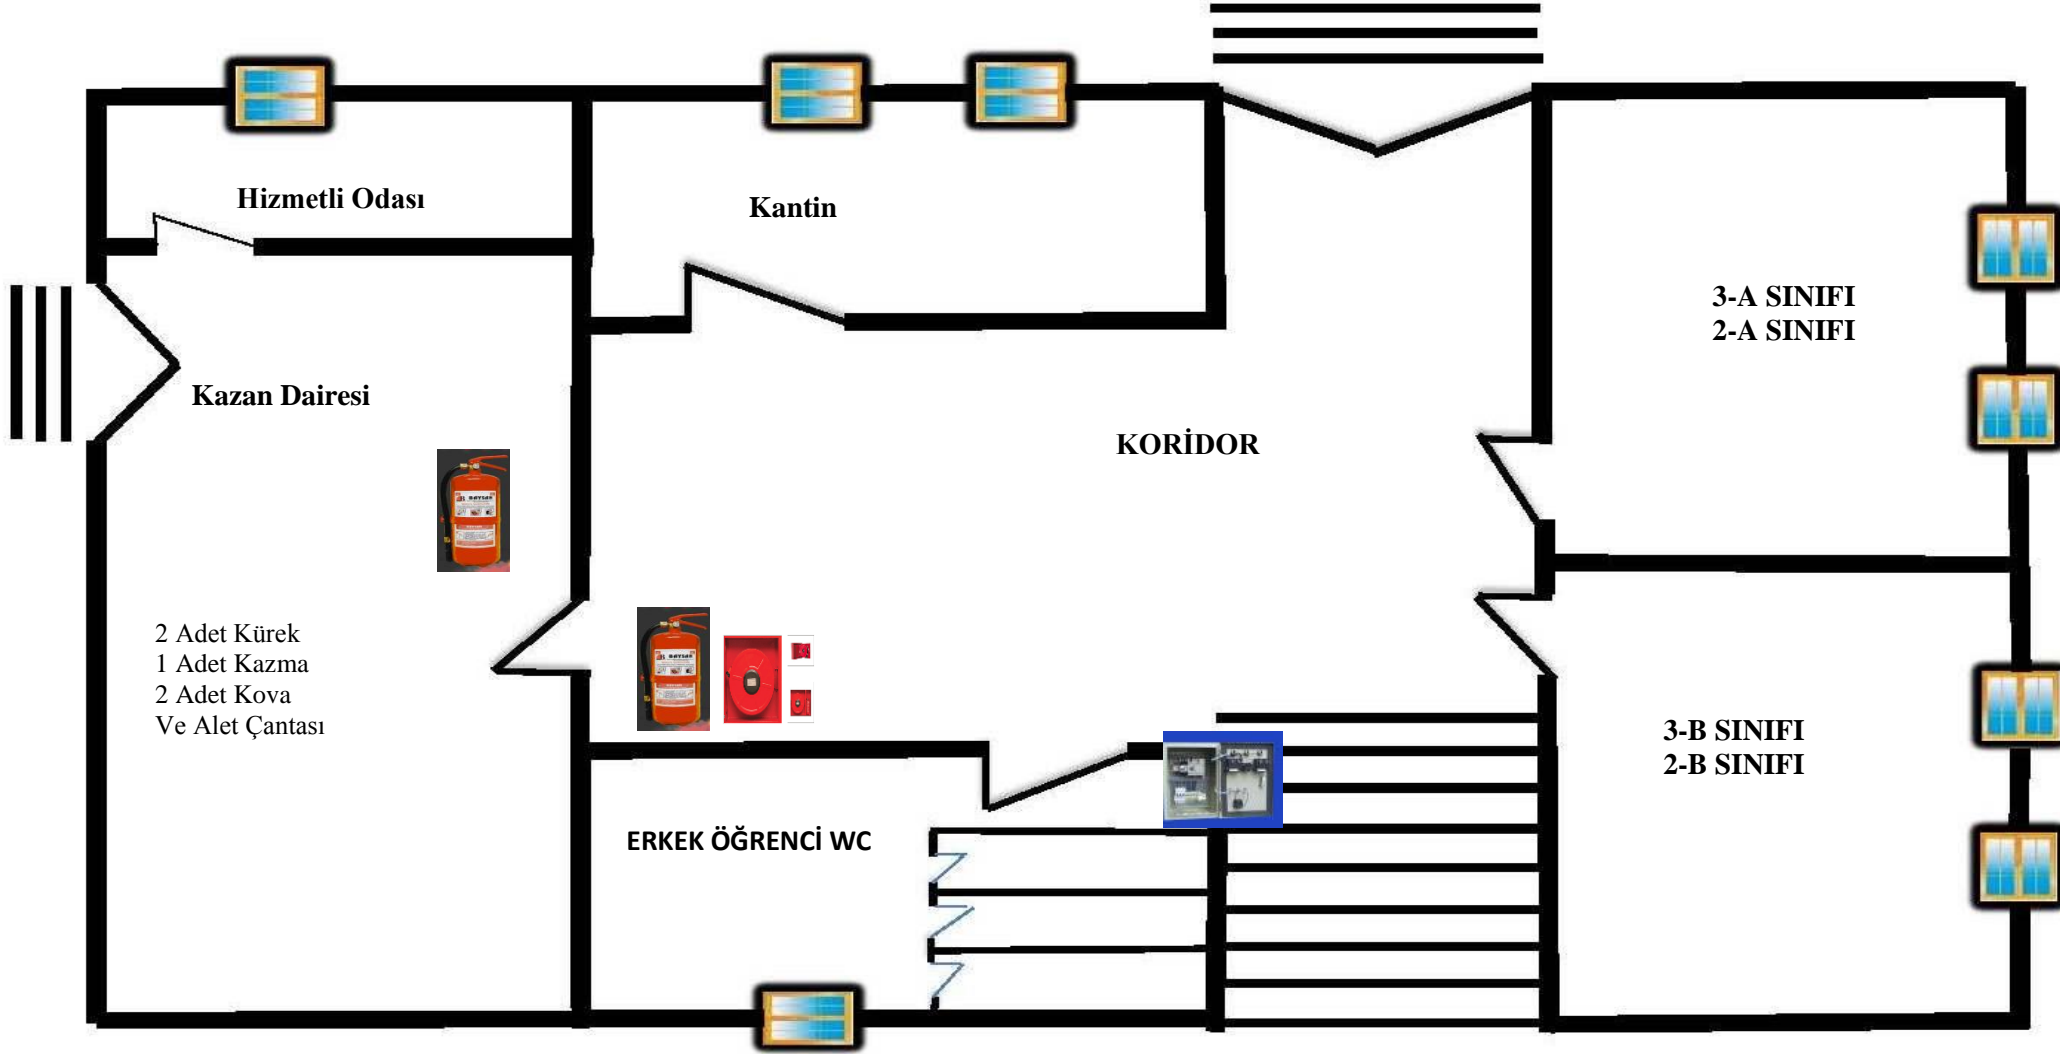 Hizmetli Odası
Kantin
3-A SINIFI
2-A SINIFI
Kazan Dairesi
KORİDOR
2 Adet Kürek
1 Adet Kazma
2 Adet Kova
Ve Alet Çantası
3-B SINIFI
2-B SINIFI
ERKEK ÖĞRENCİ WC